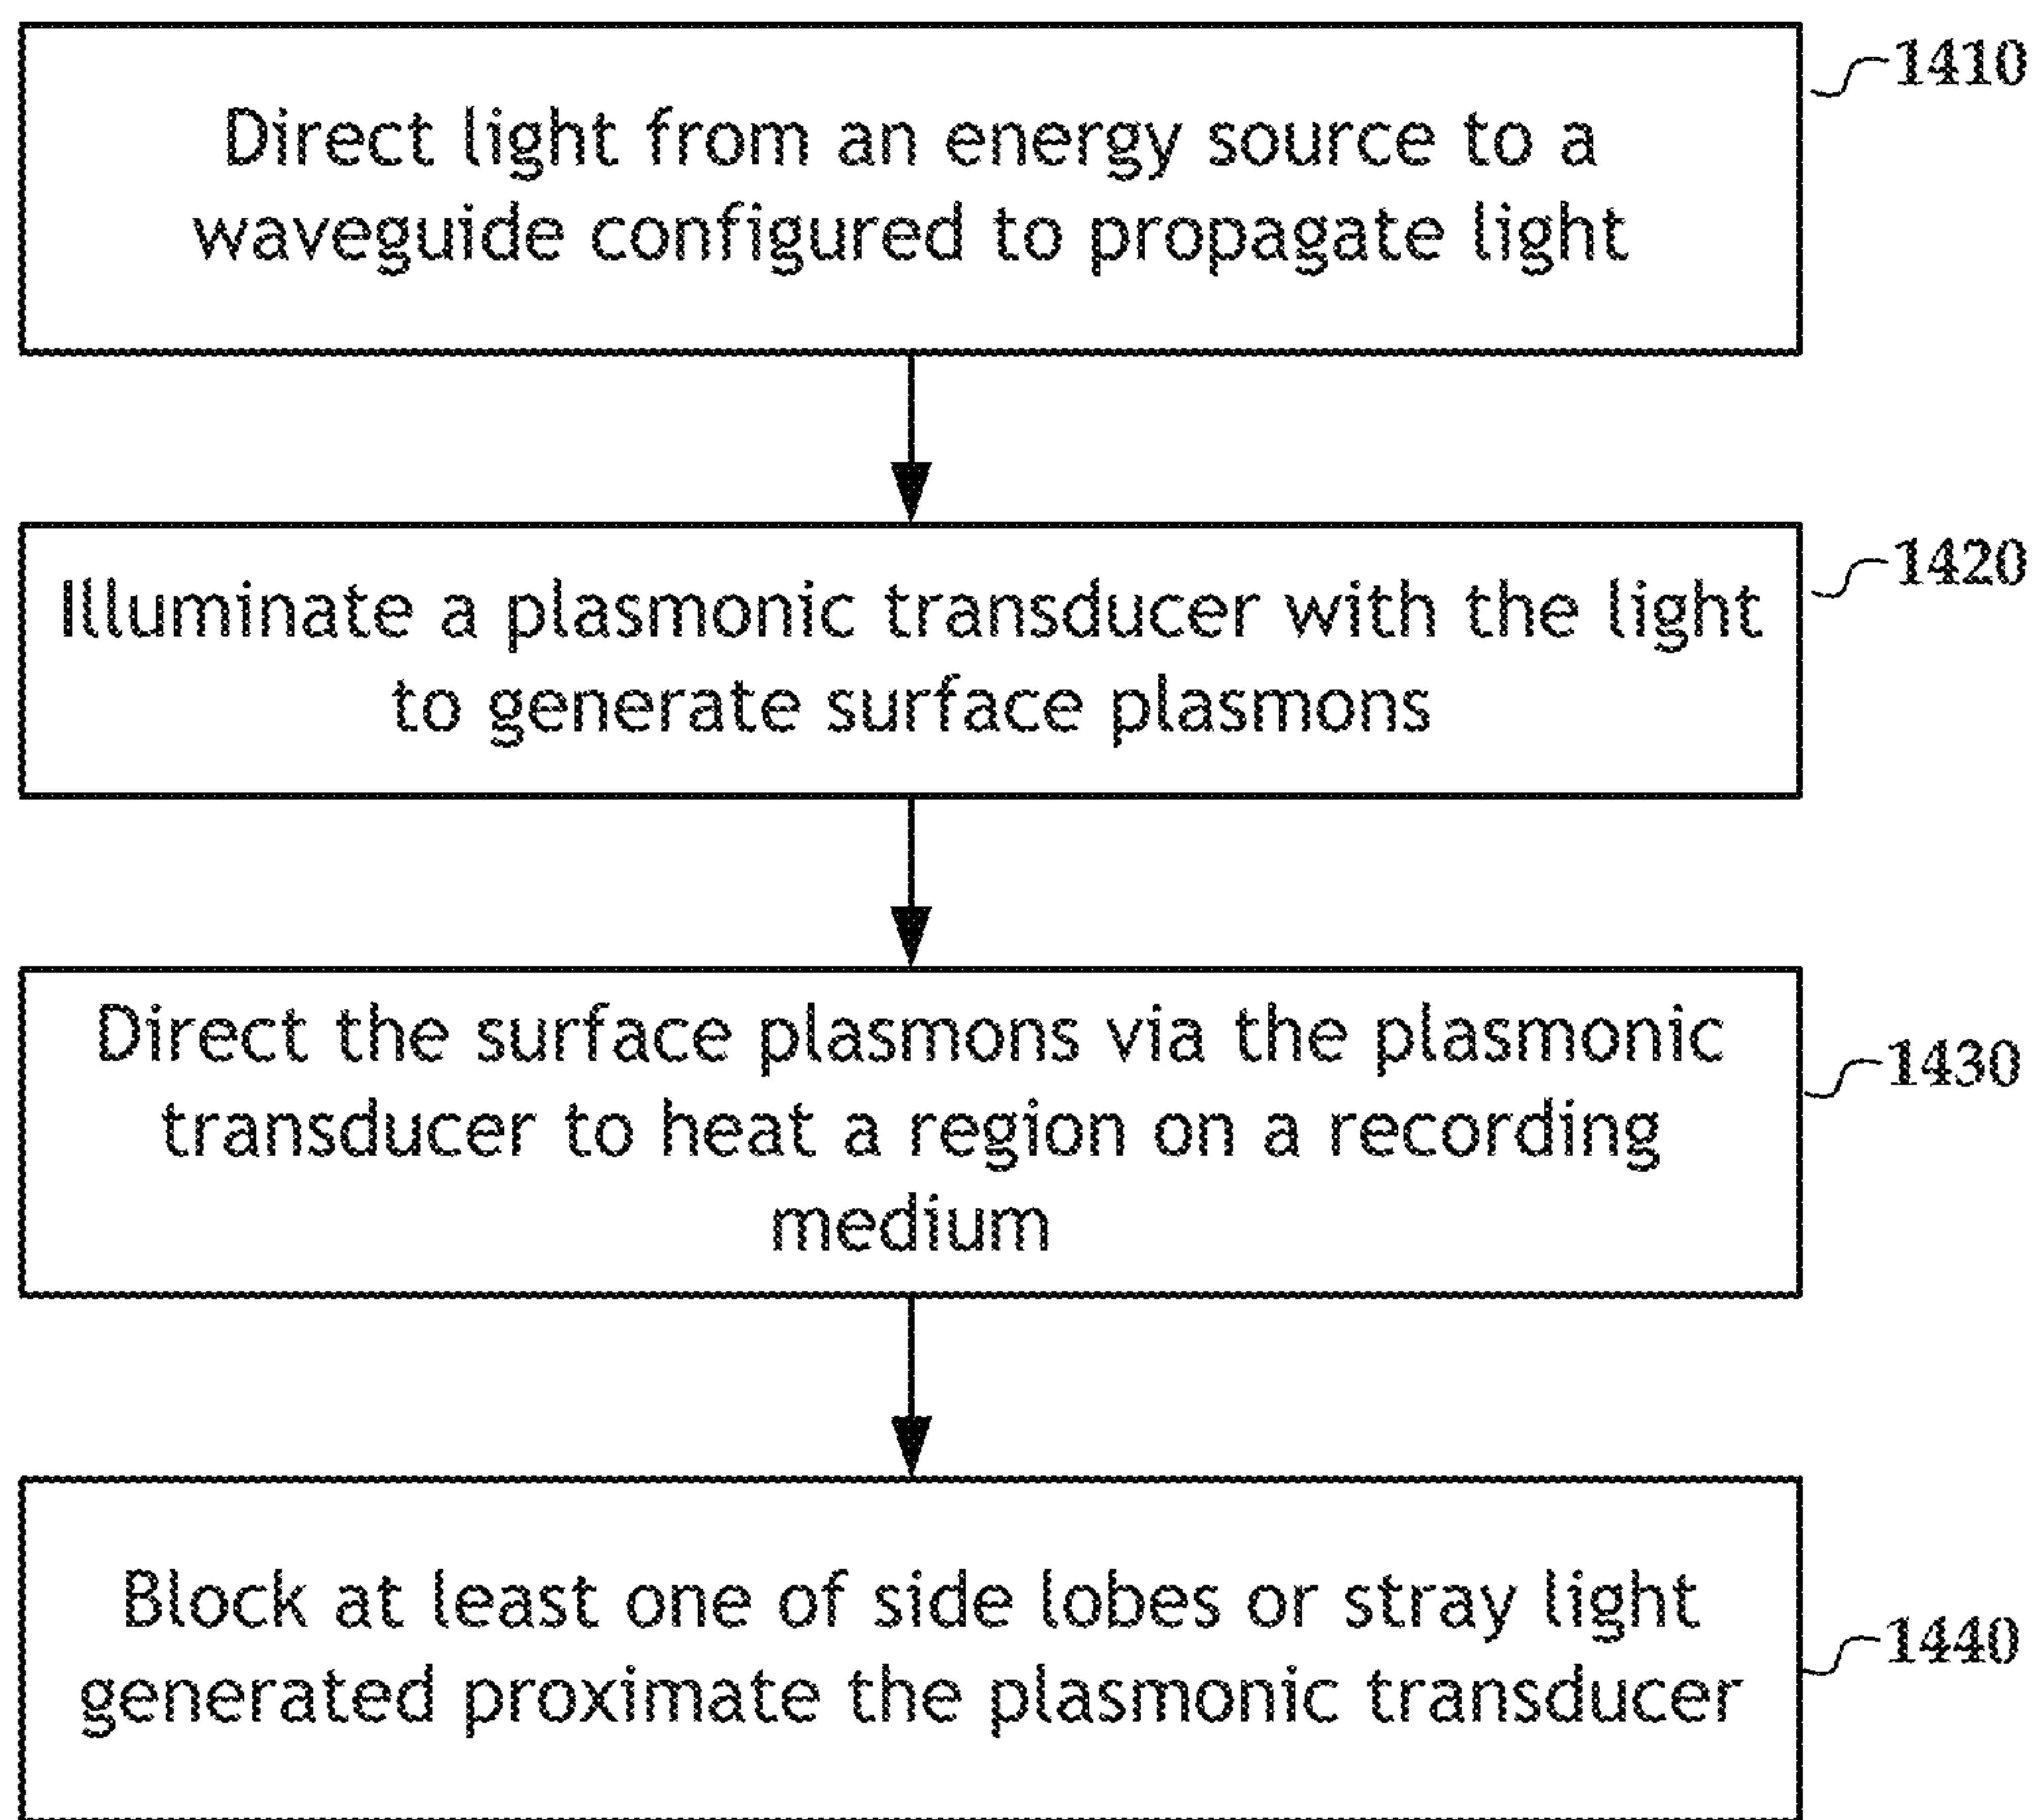 1410
Direct light from an energy source to a
waveguide configured to propagate light
1420
Illuminate a plasmonic transducer with the light
to generate surface plasmons
1430
Direct the surface plasmons via the plasmonic
transducer to heat a region on a recording
medium
1440
Block at least one of side lobes or stray light
generated proximate the plasmonic transducer